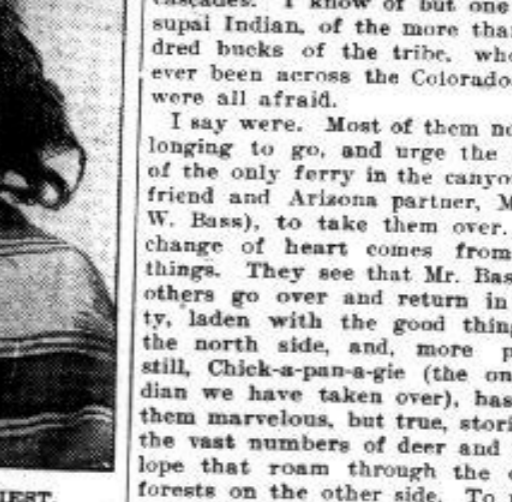 cascades. I know of but one
supai Indian, of the more than
dred bucks of the tribe, who
ever been across the Colorado
were all afraid.
I say were. Most of them no
longing to go, and urge the
of the only ferry in the canyo
friend and Arizona partner, M
W. Bass), to take them over.
change of heart comes from
things. They see that Mr. Bas
others go over and return in
ty, laden with the good thing
the north side, and, more p
still, Chick-a-pan-a-gie (the on
dian we have taken over), has
them marvelous, but true, stori
the vast numbers of deer and
lope that roam through the
forests on the other side. To
IEST.